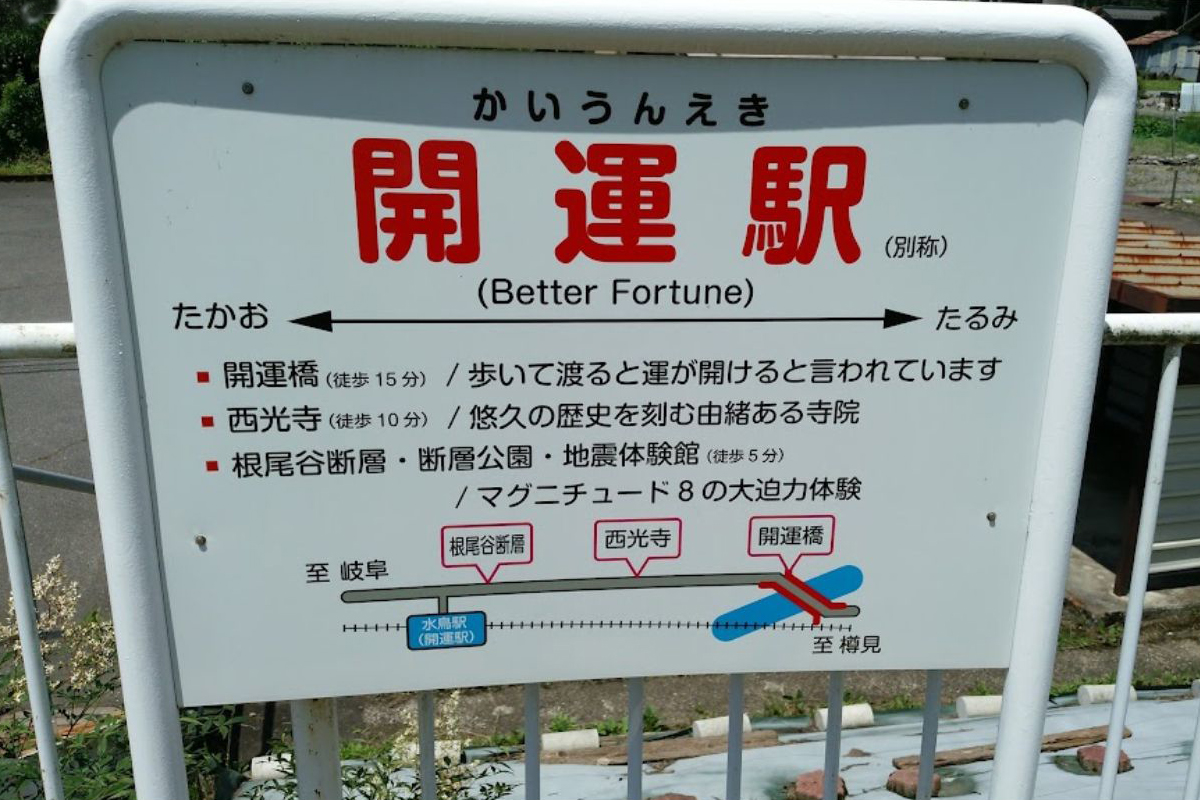 かいうんえき
開運駅(別称)
(Better Fortune)
たかお たるみ
開運橋(徒歩15分) / 歩いて渡ると運が開けると言われています
西光寺(徒歩10分) / 悠久の歴史を刻む由緒ある寺院
根尾谷断層・断層公園・地震体験館(徒歩5分)
/ マグニチュード8の大迫力体験
根尾谷断層 西光寺 開運橋
至 岐阜
水鳥駅
(開運駅)
至 樽見